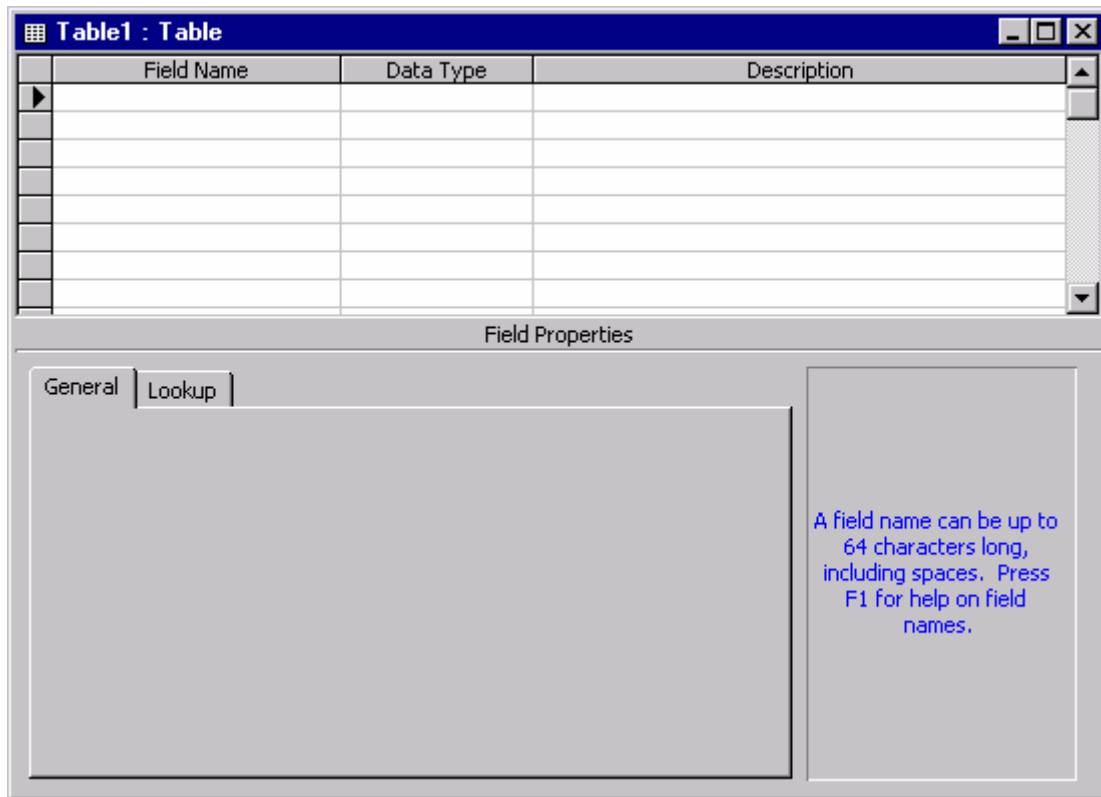 Table1 : Table
Field Name Data Type Description
Field Properties
General Lookup
A field name can be up to
64 characters long,
including spaces. Press
F1 for help on field
names.